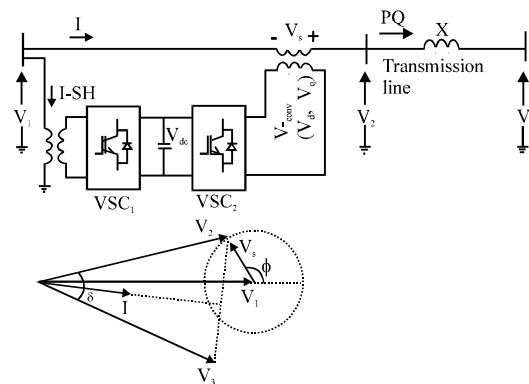 I
- Vs +
PQ
X
Transmission
line
I-SH
V1
Vdc
V-conv
(Vd, Vq)
V2
V
VSC1
VSC2
V2
Vs
ϕ
V1
δ
I
V3